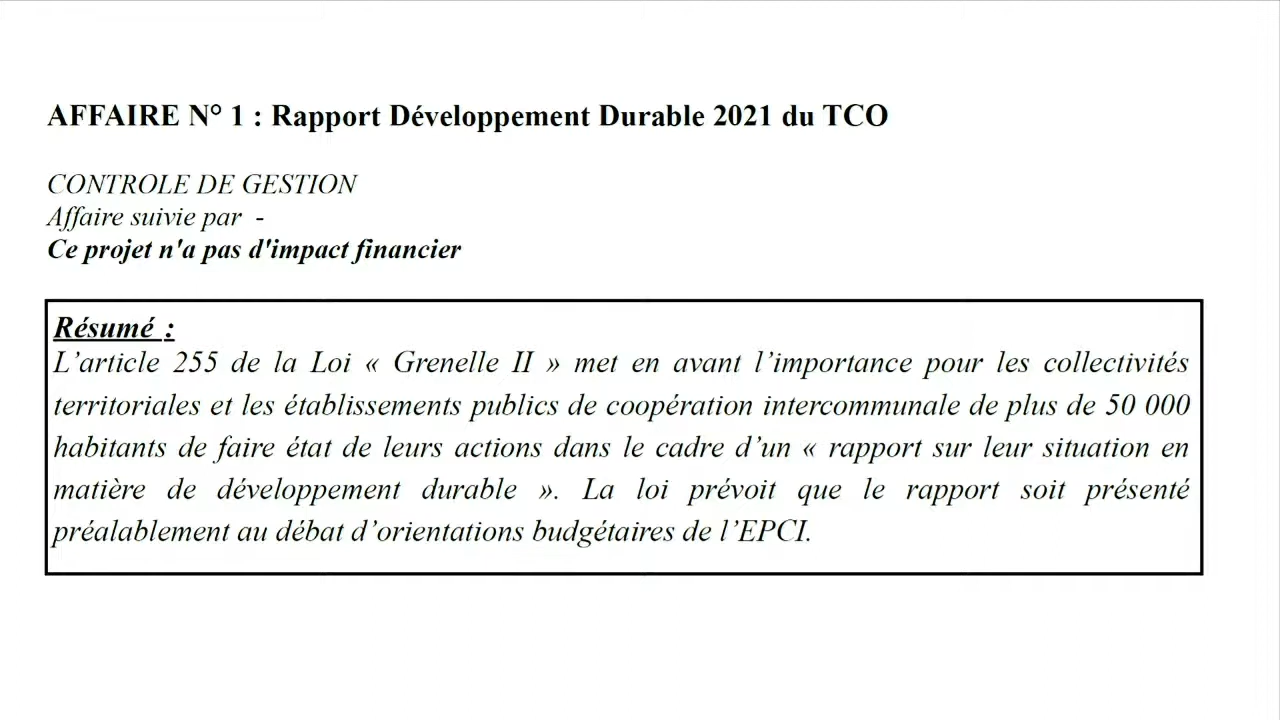 AFFAIRE N° 1 : Rapport Développement Durable 2021 du TCO
CONTROLE DE GESTION
Affaire suivie par -
Ce projet n'a pas d'impact financier
Résumé :
L’article 255 de la Loi « Grenelle II » met en avant l’importance pour les collectivités
territoriales et les établissements publics de coopération intercommunale de plus de 50 000
habitants de faire état de leurs actions dans le cadre d’un « rapport sur leur situation en
matière de développement durable ». La loi prévoit que le rapport soit présenté
préalablement au débat d’orientations budgétaires de l’EPCI.